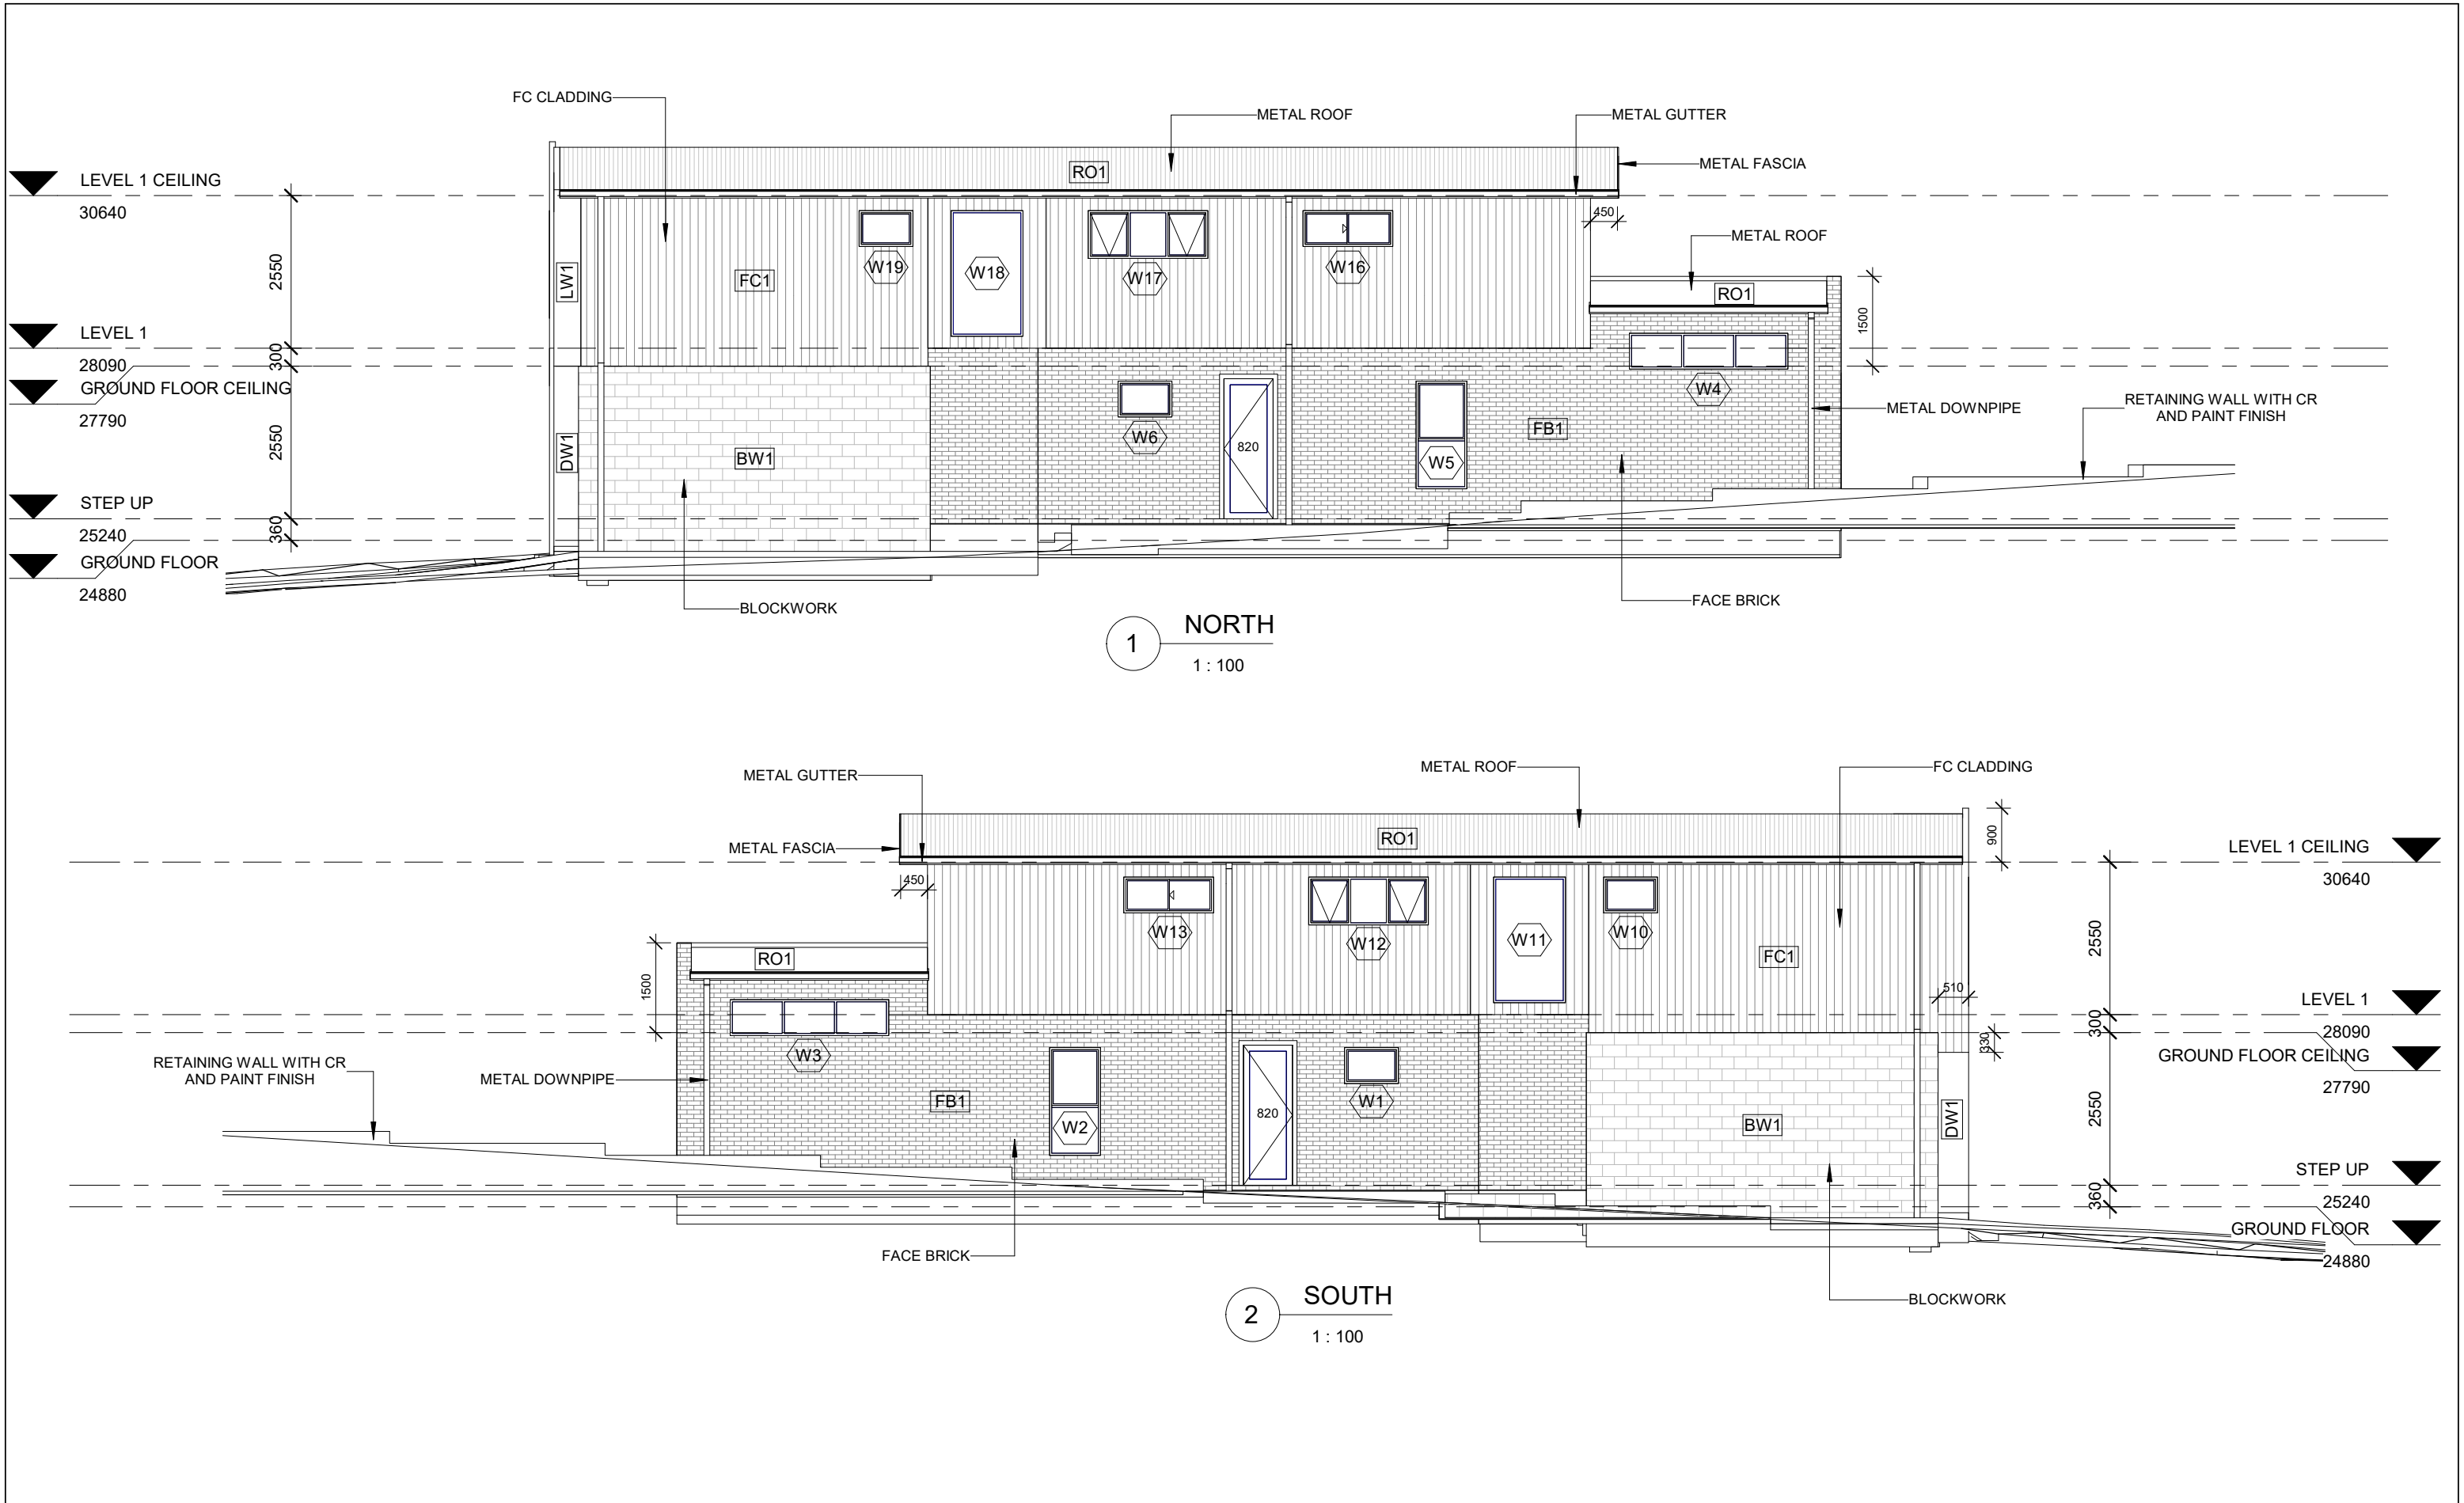 FC CLADDING
METAL ROOF
METAL GUTTER
METAL FASCIA
RO1
LEVEL 1 CEILING
30640
450
METAL ROOF
2550
LW1
FC1
W19
W18
W17
W16
RO1
1500
LEVEL 1
28090
300
GROUND FLOOR CEILING
27790
W4
W6
METAL DOWNPIPE
RETAINING WALL WITH CR
AND PAINT FINISH
2550
DW1
BW1
820
W5
FB1
STEP UP
25240
360
GROUND FLOOR
24880
BLOCKWORK
FACE BRICK
1
NORTH
1 : 100
METAL GUTTER
METAL ROOF
FC CLADDING
METAL FASCIA
RO1
900
LEVEL 1 CEILING
30640
450
W13
W12
W11
W10
FC1
2550
RO1
1500
510
LEVEL 1
28090
300
330
GROUND FLOOR CEILING
27790
W3
RETAINING WALL WITH CR
AND PAINT FINISH
METAL DOWNPIPE
FB1
W2
820
W1
BW1
DW1
2550
STEP UP
25240
360
GROUND FLOOR
24880
FACE BRICK
BLOCKWORK
2
SOUTH
1 : 100